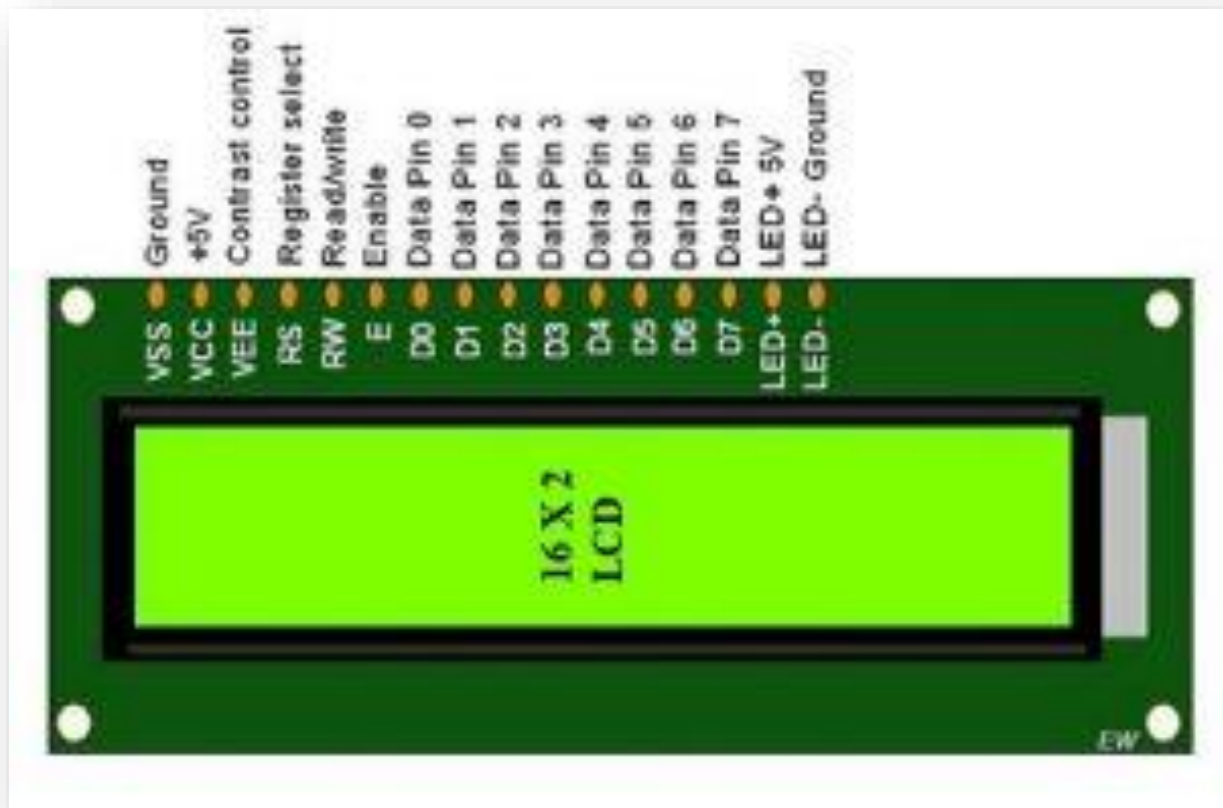 Ground
+5V
Contrast control
Register select
Read/write
Enable
Data Pin 0
Data Pin 1
Data Pin 2
Data Pin 3
Data Pin 4
Data Pin 5
Data Pin 6
Data Pin 7
LED+ 5V
LED- Ground
VSS
VCC
VEE
RS
RW
E
D0
D1
D2
D3
D4
D5
D6
D7
LED+
LED-
16 X 2
LCD
EW